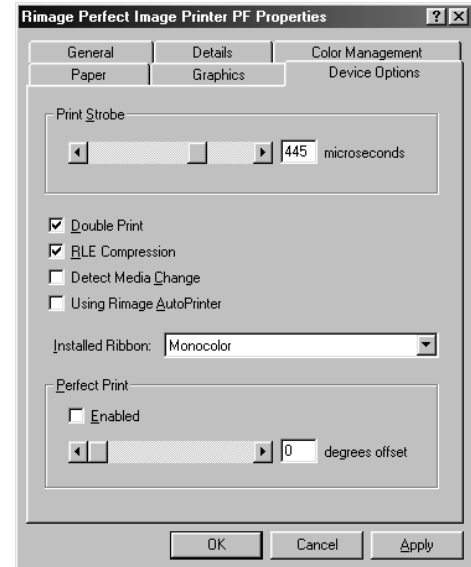 Rimage Perfect Image Printer PF Properties
General Details Color Management
Paper Graphics Device Options
Print Strobe
445 microseconds
Double Print
RLE Compression
Detect Media Change
Using Rimage AutoPrinter
Installed Ribbon: Monocolor
Perfect Print
Enabled
0 degrees offset
OK Cancel Apply